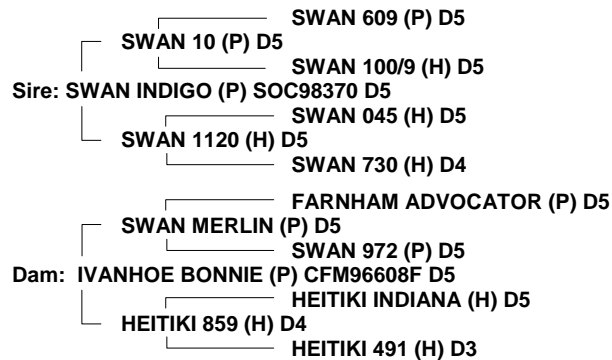 SWAN 609 (P) D5
SWAN 10 (P) D5
SWAN 100/9 (H) D5
Sire: SWAN INDIGO (P) SOC98370 D5
SWAN 045 (H) D5
SWAN 1120 (H) D5
SWAN 730 (H) D4
FARNHAM ADVOCATOR (P) D5
SWAN MERLIN (P) D5
SWAN 972 (P) D5
Dam: IVANHOE BONNIE (P) CFM96608F D5
HEITIKI INDIANA (H) D5
HEITIKI 859 (H) D4
HEITIKI 491 (H) D3